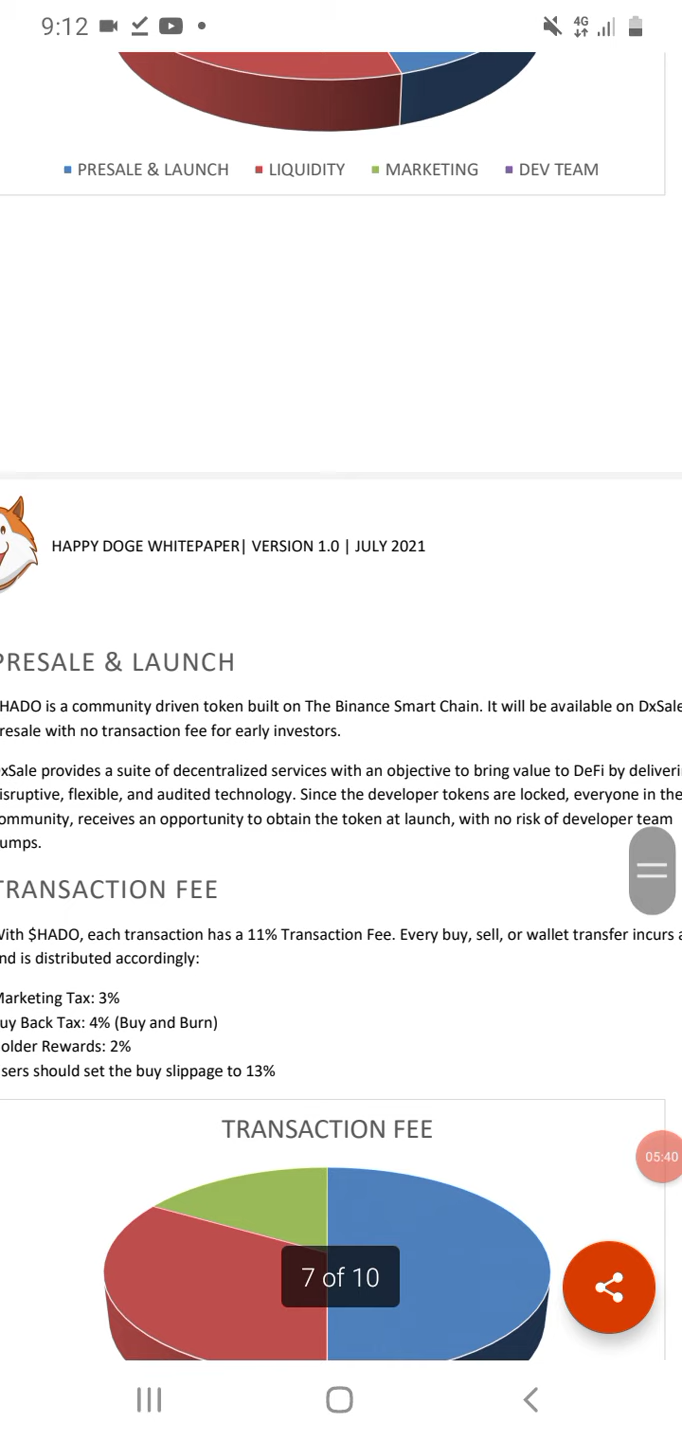 9:12
4G
PRESALE & LAUNCH LIQUIDITY MARKETING DEV TEAM
HAPPY DOGE WHITEPAPER| VERSION 1.0 | JULY 2021
PRESALE & LAUNCH
HADO is a community driven token built on The Binance Smart Chain. It will be available on DxSale
resale with no transaction fee for early investors.
xSale provides a suite of decentralized services with an objective to bring value to DeFi by deliveri
isruptive, flexible, and audited technology. Since the developer tokens are locked, everyone in the
ommunity, receives an opportunity to obtain the token at launch, with no risk of developer team
umps.
TRANSACTION FEE
With $HADO, each transaction has a 11% Transaction Fee. Every buy, sell, or wallet transfer incurs a
nd is distributed accordingly:
Marketing Tax: 3%
uy Back Tax: 4% (Buy and Burn)
older Rewards: 2%
sers should set the buy slippage to 13%
TRANSACTION FEE
05:40
7 of 10